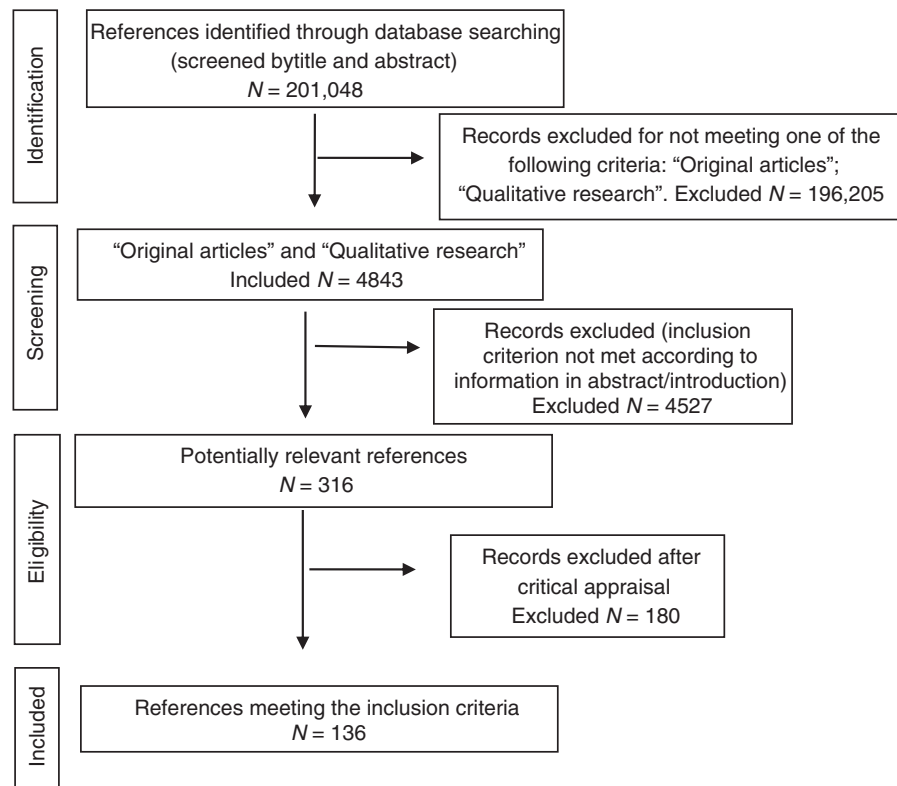 Identification
References identified through database searching
(screened bytitle and abstract)
N = 201,048
Records excluded for not meeting one of the
following criteria: “Original articles”;
“Qualitative research”. Excluded N = 196,205
Screening
“Original articles” and “Qualitative research”
Included N = 4843
Records excluded (inclusion
criterion not met according to
information in abstract/introduction)
Excluded N = 4527
Eligibility
Potentially relevant references
N = 316
Records excluded after
critical appraisal
Excluded N = 180
Included
References meeting the inclusion criteria
N = 136